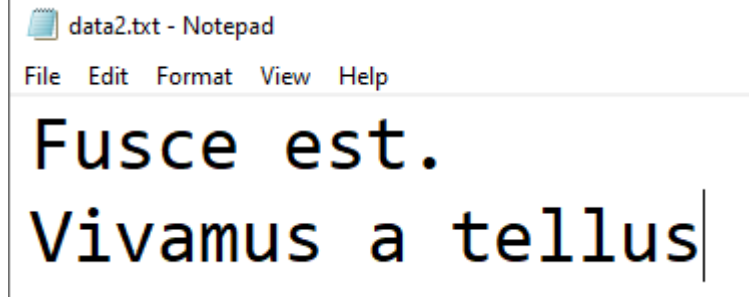 data2.txt - Notepad
File Edit Format View Help
Fusce est.
Vivamus a tellus